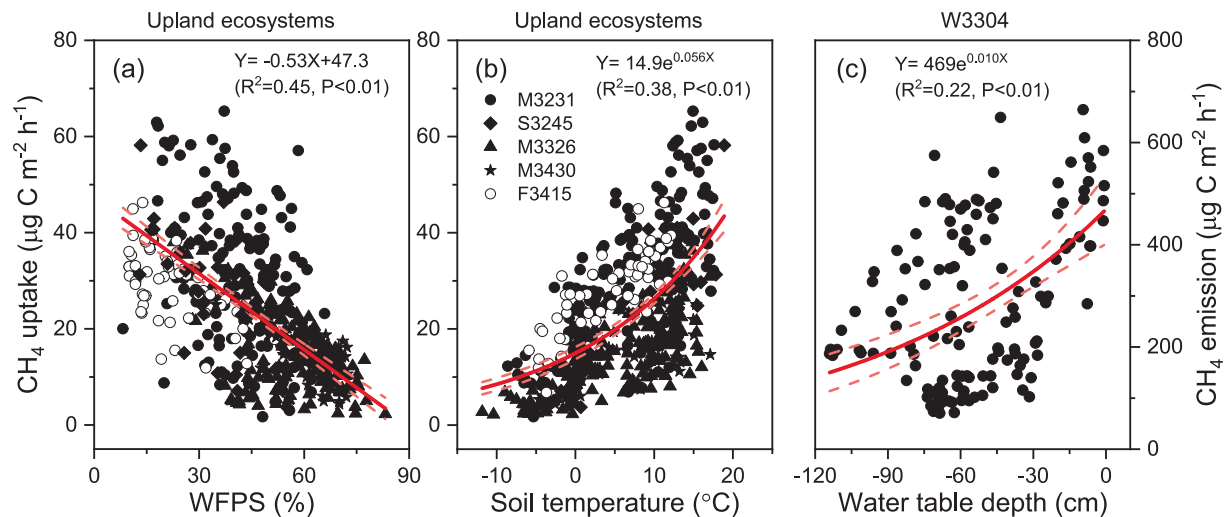 Upland ecosystems
Upland ecosystems
W3304
80
60
40
20
0
CH₄ uptake (µg C m⁻² h⁻¹)
(a)
Y= -0.53X+47.3
(R²=0.45, P<0.01)
0 30 60 90
WFPS (%)
(b)
Y= 14.9e^0.056X
(R²=0.38, P<0.01)
M3231
S3245
M3326
M3430
F3415
80
60
40
20
0
-10 0 10 20
Soil temperature (°C)
(c)
Y= 469e^0.010X
(R²=0.22, P<0.01)
-120 -90 -60 -30 0
Water table depth (cm)
800
600
400
200
0
CH₄ emission (µg C m⁻² h⁻¹)